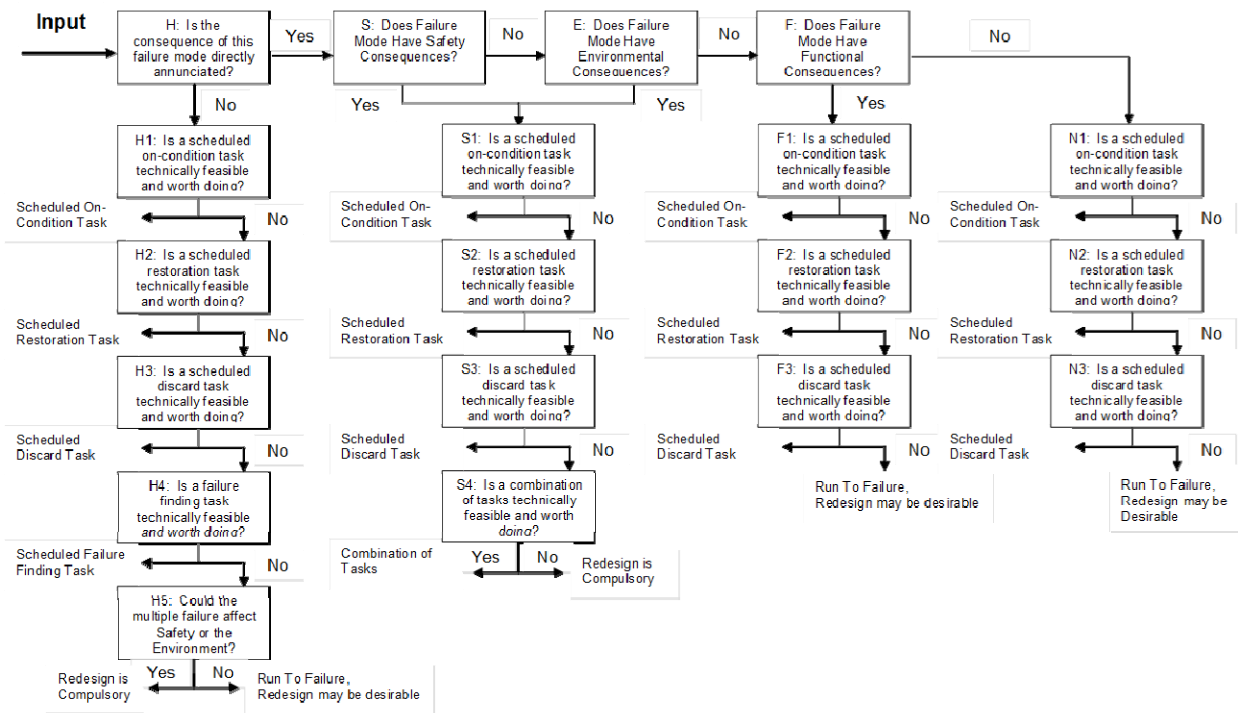 Input
H: Is the
consequence of this
failure mode directly
annunciated?
Yes
S: Does Failure
Mode Have Safety
Consequences?
No
E: Does Failure
Mode Have
Environmental
Consequences?
No
F: Does Failure
Mode Have
Functional
Consequences?
No
No
Yes
Yes
Yes
H1: Is a scheduled
on-condition task
technically feasible
and worth doing?
S1: Is a scheduled
on-condition task
technically feasible
and worth doing?
F1: Is a scheduled
on-condition task
technically feasible
and worth doing?
N1: Is a scheduled
on-condition task
technically feasible
and worth doing?
Scheduled On-
Condition Task
No
Scheduled On-
Condition Task
No
Scheduled On-
Condition Task
No
Scheduled On-
Condition Task
No
H2: Is a scheduled
restoration task
technically feasible
and worth doing?
S2: Is a scheduled
restoration task
technically feasible
and worth doing?
F2: Is a scheduled
restoration task
technically feasible
and worth doing?
N2: Is a scheduled
restoration task
technically feasible
and worth doing?
Scheduled
Restoration Task
No
Scheduled
Restoration Task
No
Scheduled
Restoration Task
No
Scheduled
Restoration Task
No
H3: Is a scheduled
discard task
technically feasible
and worth doing?
S3: Is a scheduled
discard task
technically feasible
and worth doing?
F3: Is a scheduled
discard task
technically feasible
and worth doing?
N3: Is a scheduled
discard task
technically feasible
and worth doing?
Scheduled
Discard Task
No
Scheduled
Discard Task
No
Scheduled
Discard Task
No
Scheduled
Discard Task
No
H4: Is a failure
finding task
technically feasible
and worth doing?
S4: Is a combination
of tasks technically
feasible and worth
doing?
Run To Failure,
Redesign may be desirable
Run To Failure,
Redesign may be
Desirable
Scheduled Failure
Finding Task
No
Combination of
Tasks
Yes
No
Redesign is
Compulsory
H5: Could the
multiple failure affect
Safety or the
Environment?
Redesign is
Compulsory
Yes
No
Run To Failure,
Redesign may be desirable